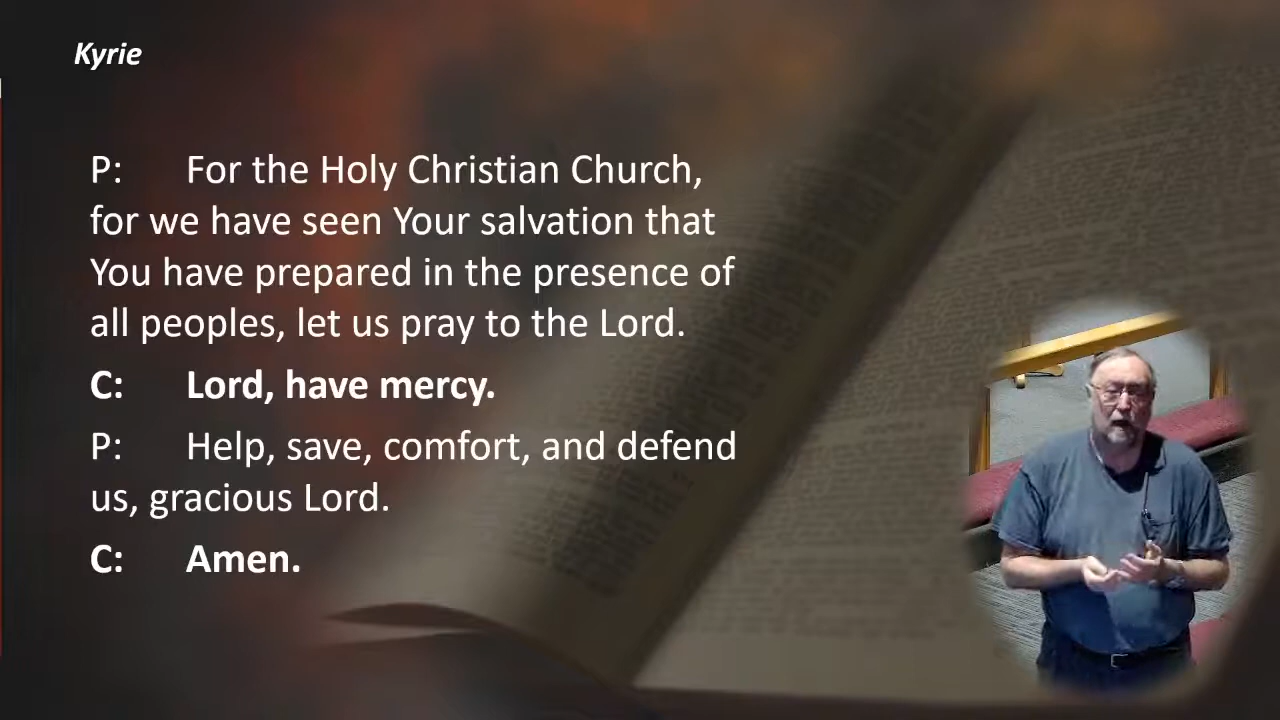 Kyrie
P: For the Holy Christian Church,
for we have seen Your salvation that
You have prepared in the presence of
all peoples, let us pray to the Lord.
C: Lord, have mercy.
P: Help, save, comfort, and defend
us, gracious Lord.
C: Amen.